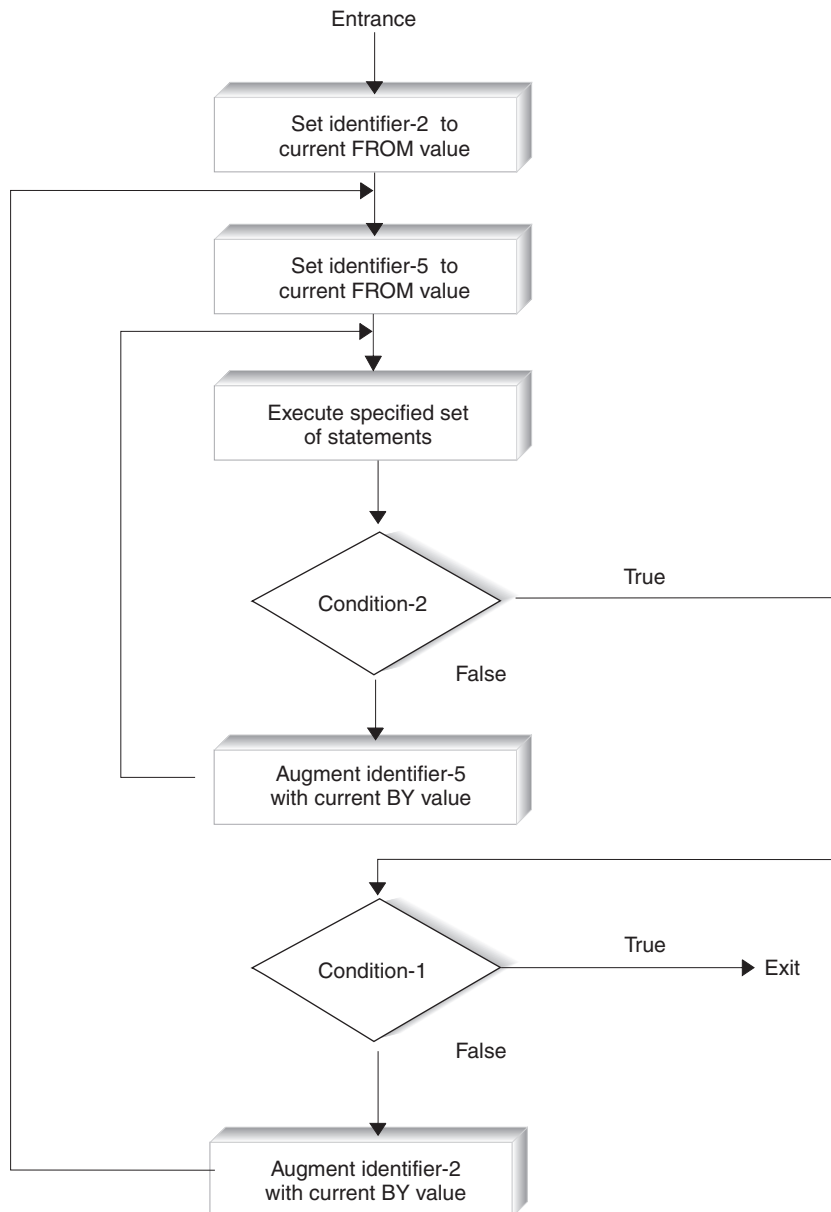 Entrance
Set identifier-2 to
current FROM value
Set identifier-5 to
current FROM value
Execute specified set
of statements
Condition-2
True
False
Augment identifier-5
with current BY value
Condition-1
True
Exit
False
Augment identifier-2
with current BY value